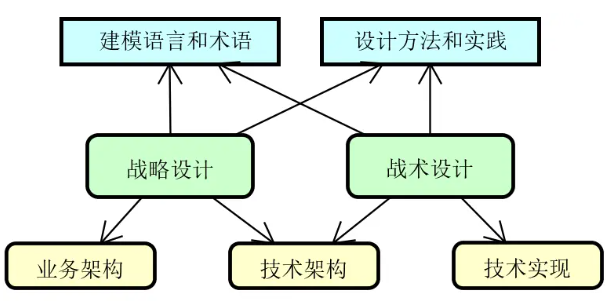 建模语言和术语
设计方法和实践
战略设计
战术设计
业务架构
技术架构
技术实现